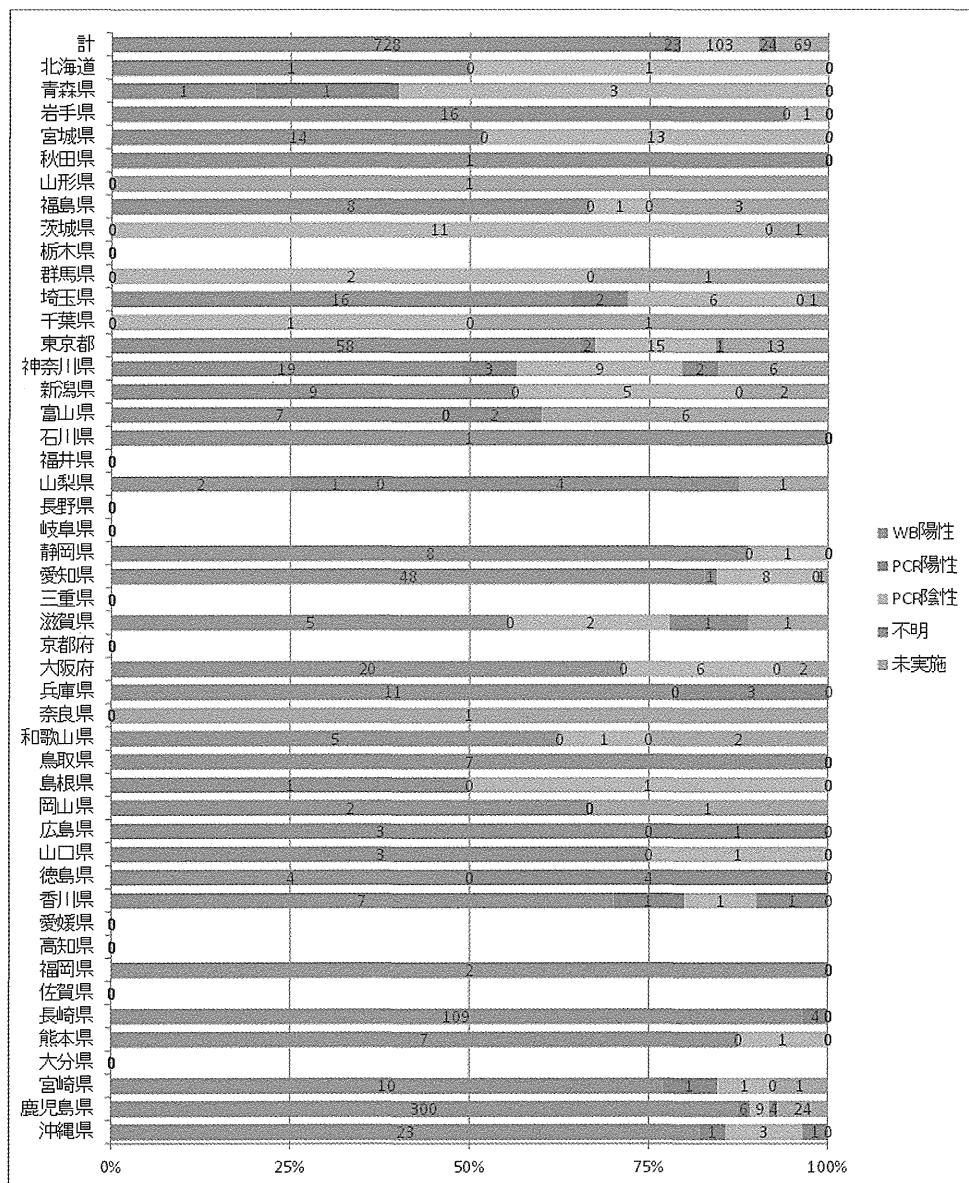 計 728 23 103 24 69
北海道 1 0 1 0
青森県 1 1 3 0
岩手県 16 0 1 0
宮城県 14 0 13 0
秋田県 1 0
山形県 0 1
福島県 8 0 1 0 3
茨城県 0 11 0 1
栃木県 0
群馬県 0 2 0 1
埼玉県 16 2 6 0 1
千葉県 0 1 0 1
東京都 58 2 15 1 13
神奈川県 19 3 9 2 6
新潟県 9 0 5 0 2
富山県 7 0 2 6
石川県 1 0
福井県 0
山梨県 2 1 0 4 1
長野県 0
岐阜県 0
静岡県 8 0 1 0
愛知県 48 1 8 0 1
三重県 0
滋賀県 5 0 2 1 1
京都府 0
大阪府 20 0 6 0 2
兵庫県 11 0 3 0
奈良県 0 1
和歌山県 5 0 1 0 2
鳥取県 7 0
島根県 1 0 1 0
岡山県 2 0 1
広島県 3 0 1 0
山口県 3 0 1 0
徳島県 4 0 4 0
香川県 7 1 1 1 0
愛媛県 0
高知県 0
福岡県 2 0
佐賀県 0
長崎県 109 4 0
熊本県 7 0 1 0
大分県 0
宮崎県 10 1 1 0 1
鹿児島県 300 6 9 4 24
沖縄県 23 1 3 1 0
0% 25% 50% 75% 100%
WB陽性
PCR陽性
PCR陰性
不明
未実施